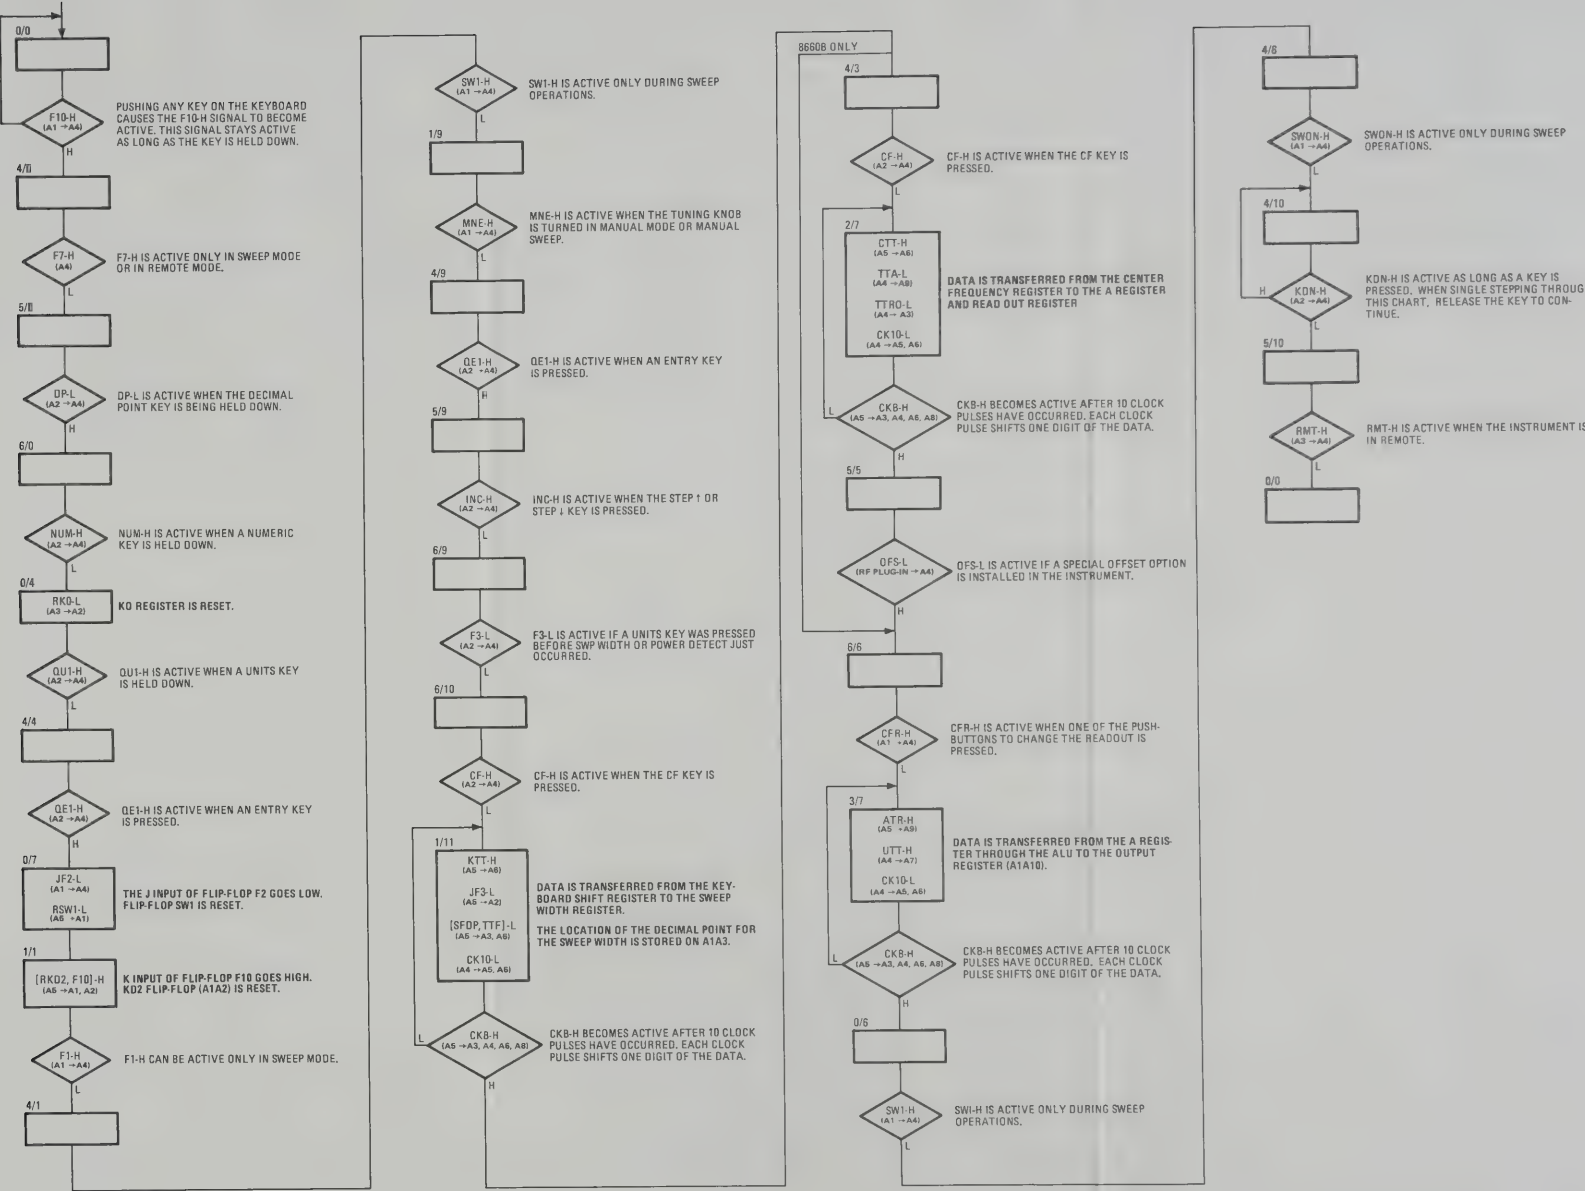 0/0
F10-H
(A1 → A4)
PUSHING ANY KEY ON THE KEYBOARD
CAUSES THE F10-H SIGNAL TO BECOME
ACTIVE. THIS SIGNAL STAYS ACTIVE
AS LONG AS THE KEY IS HELD DOWN.
H
4/0
F7-H
(A4)
F7-H IS ACTIVE ONLY IN SWEEP MODE
OR IN REMOTE MODE.
L
5/0
DP-L
(A2 → A4)
DP-L IS ACTIVE WHEN THE DECIMAL
POINT KEY IS BEING HELD DOWN.
H
6/0
NUM-H
(A2 → A4)
NUM-H IS ACTIVE WHEN A NUMERIC
KEY IS HELD DOWN.
L
0/4
RK0-L
(A3 → A2)
KO REGISTER IS RESET.
QU1-H
(A2 → A4)
QU1-H IS ACTIVE WHEN A UNITS KEY
IS HELD DOWN.
L
4/4
QE1-H
(A2 → A4)
QE1-H IS ACTIVE WHEN AN ENTRY KEY
IS PRESSED.
H
0/7
JF2-L
(A1 → A4)
RSW1-L
(A6 → A1)
THE J INPUT OF FLIP-FLOP F2 GOES LOW.
FLIP-FLOP SW1 IS RESET.
1/1
[RKD2, F10]-H
(A5 → A1, A2)
K INPUT OF FLIP-FLOP F10 GOES HIGH.
KD2 FLIP-FLOP (A1A2) IS RESET.
F1-H
(A1 → A4)
F1-H CAN BE ACTIVE ONLY IN SWEEP MODE.
L
4/1
SW1-H
(A1 → A4)
SW1-H IS ACTIVE ONLY DURING SWEEP
OPERATIONS.
L
1/9
MNE-H
(A1 → A4)
MNE-H IS ACTIVE WHEN THE TUNING KNOB
IS TURNED IN MANUAL MODE OR MANUAL
SWEEP.
L
4/9
QE1-H
(A2 → A4)
QE1-H IS ACTIVE WHEN AN ENTRY KEY
IS PRESSED.
H
5/9
INC-H
(A2 → A4)
INC-H IS ACTIVE WHEN THE STEP ↑ OR
STEP ↓ KEY IS PRESSED.
L
6/9
F3-L
(A2 → A4)
F3-L IS ACTIVE IF A UNITS KEY WAS PRESSED
BEFORE SWP WIDTH OR POWER DETECT JUST
OCCURRED.
L
6/10
CF-H
(A2 → A4)
CF-H IS ACTIVE WHEN THE CF KEY IS
PRESSED.
L
1/11
KTT-H
(A5 → A6)
JF3-L
(A5 → A2)
[SFDP, TTF]-L
(A5 → A3, A6)
CK10-L
(A4 → A5, A6)
DATA IS TRANSFERRED FROM THE KEY-
BOARD SHIFT REGISTER TO THE SWEEP
WIDTH REGISTER.
THE LOCATION OF THE DECIMAL POINT FOR
THE SWEEP WIDTH IS STORED ON A1A3.
L
CKB-H
(A5 → A3, A4, A6, A8)
CKB-H BECOMES ACTIVE AFTER 10 CLOCK
PULSES HAVE OCCURRED. EACH CLOCK
PULSE SHIFTS ONE DIGIT OF THE DATA.
H
8660B ONLY
4/3
CF-H
(A2 → A4)
CF-H IS ACTIVE WHEN THE CF KEY IS
PRESSED.
L
2/7
CTT-H
(A5 → A6)
TTA-L
(A4 → A8)
TTRO-L
(A4 → A3)
CK10-L
(A4 → A5, A6)
DATA IS TRANSFERRED FROM THE CENTER
FREQUENCY REGISTER TO THE A REGISTER
AND READ OUT REGISTER
L
CKB-H
(A5 → A3, A4, A6, A8)
CKB-H BECOMES ACTIVE AFTER 10 CLOCK
PULSES HAVE OCCURRED. EACH CLOCK
PULSE SHIFTS ONE DIGIT OF THE DATA.
H
5/5
OFS-L
(RF PLUG-IN → A4)
OFS-L IS ACTIVE IF A SPECIAL OFFSET OPTION
IS INSTALLED IN THE INSTRUMENT.
H
6/6
CFR-H
(A1 → A4)
CFR-H IS ACTIVE WHEN ONE OF THE PUSH-
BUTTONS TO CHANGE THE READOUT IS
PRESSED.
L
3/7
ATR-H
(A5 → A9)
UTT-H
(A4 → A7)
CK10-L
(A4 → A5, A6)
DATA IS TRANSFERRED FROM THE A REGIS-
TER THROUGH THE ALU TO THE OUTPUT
REGISTER (A1A10).
L
CKB-H
(A5 → A3, A4, A6, A8)
CKB-H BECOMES ACTIVE AFTER 10 CLOCK
PULSES HAVE OCCURRED. EACH CLOCK
PULSE SHIFTS ONE DIGIT OF THE DATA.
H
0/6
SW1-H
(A1 → A4)
SWI-H IS ACTIVE ONLY DURING SWEEP
OPERATIONS.
L
4/6
SWON-H
(A1 → A4)
SWON-H IS ACTIVE ONLY DURING SWEEP
OPERATIONS.
L
4/10
H
KDN-H
(A2 → A4)
KDN-H IS ACTIVE AS LONG AS A KEY IS
PRESSED. WHEN SINGLE STEPPING THROUG
THIS CHART, RELEASE THE KEY TO CON-
TINUE.
L
5/10
RMT-H
(A3 → A4)
RMT-H IS ACTIVE WHEN THE INSTRUMENT IS
IN REMOTE.
L
0/0